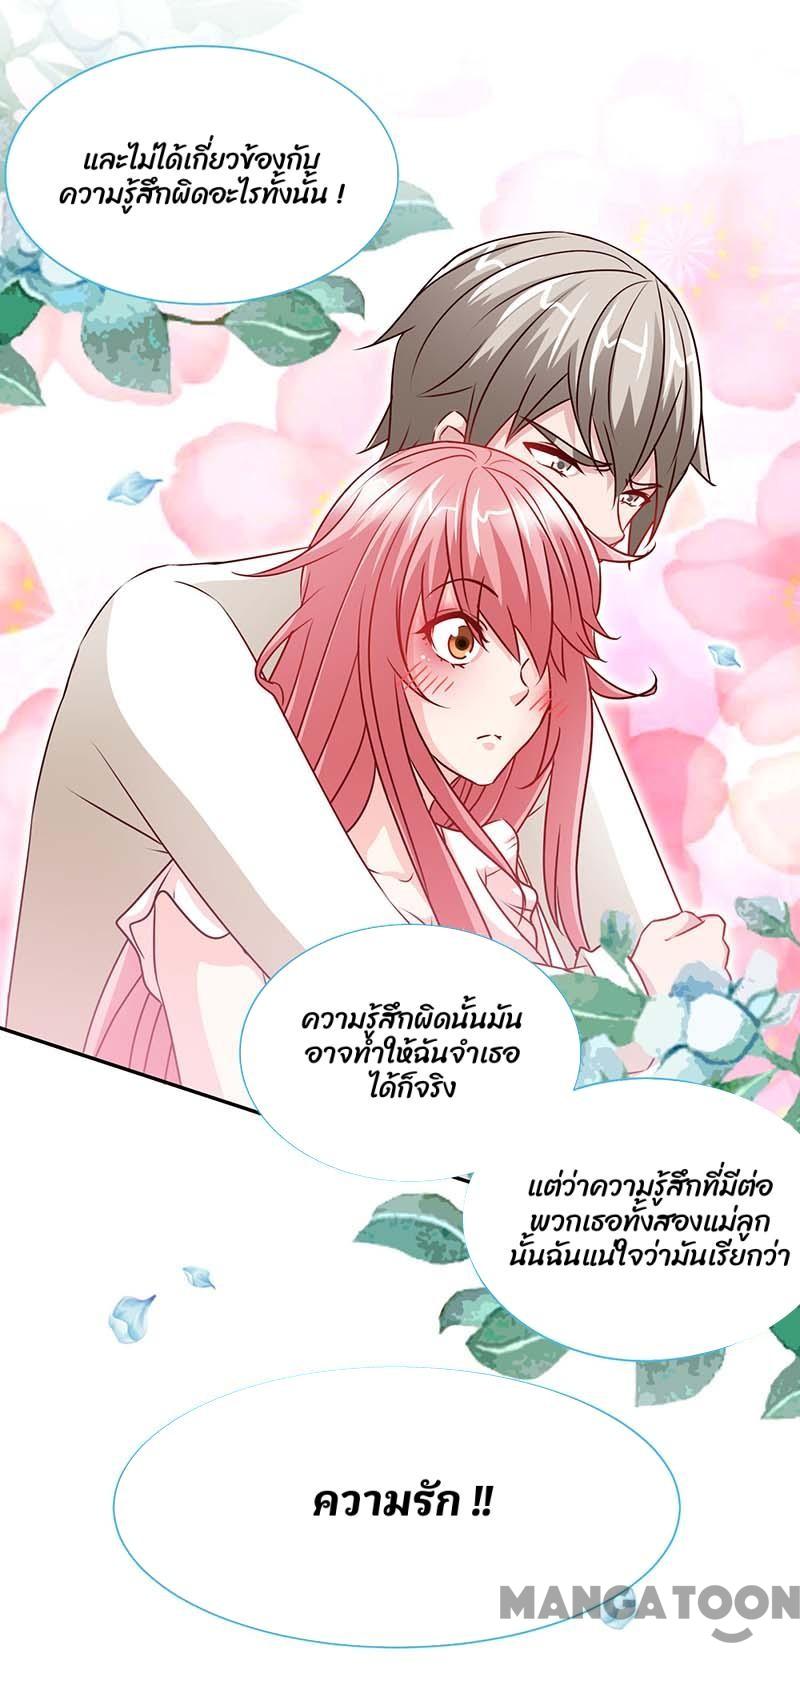 และไม่ได้เกี่ยวข้องกับ
ความรู้สึกผิดอะไรทั้งนั้น !
ความรู้สึกผิดนั้นมัน
อาจทำให้ฉันจำเธอ
ได้ก็จริง
แต่ว่าความรู้สึกที่มีต่อ
พวกเธอทั้งสองแม่ลูก
นั้นฉันแน่ใจว่ามันเรียกว่า
ความรัก !!
MANGATOON